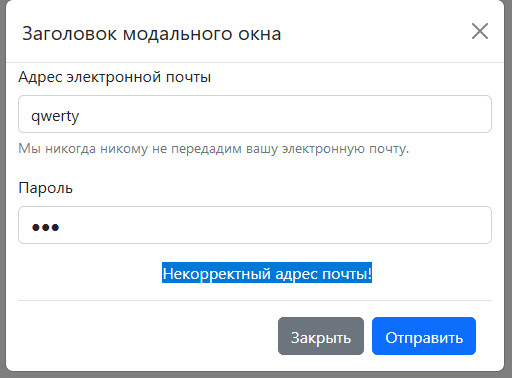 Заголовок модального окна
Адрес электронной почты
qwerty
Мы никогда никому не передадим вашу электронную почту.
Пароль
●●●
Некорректный адрес почты!
Закрыть
Отправить